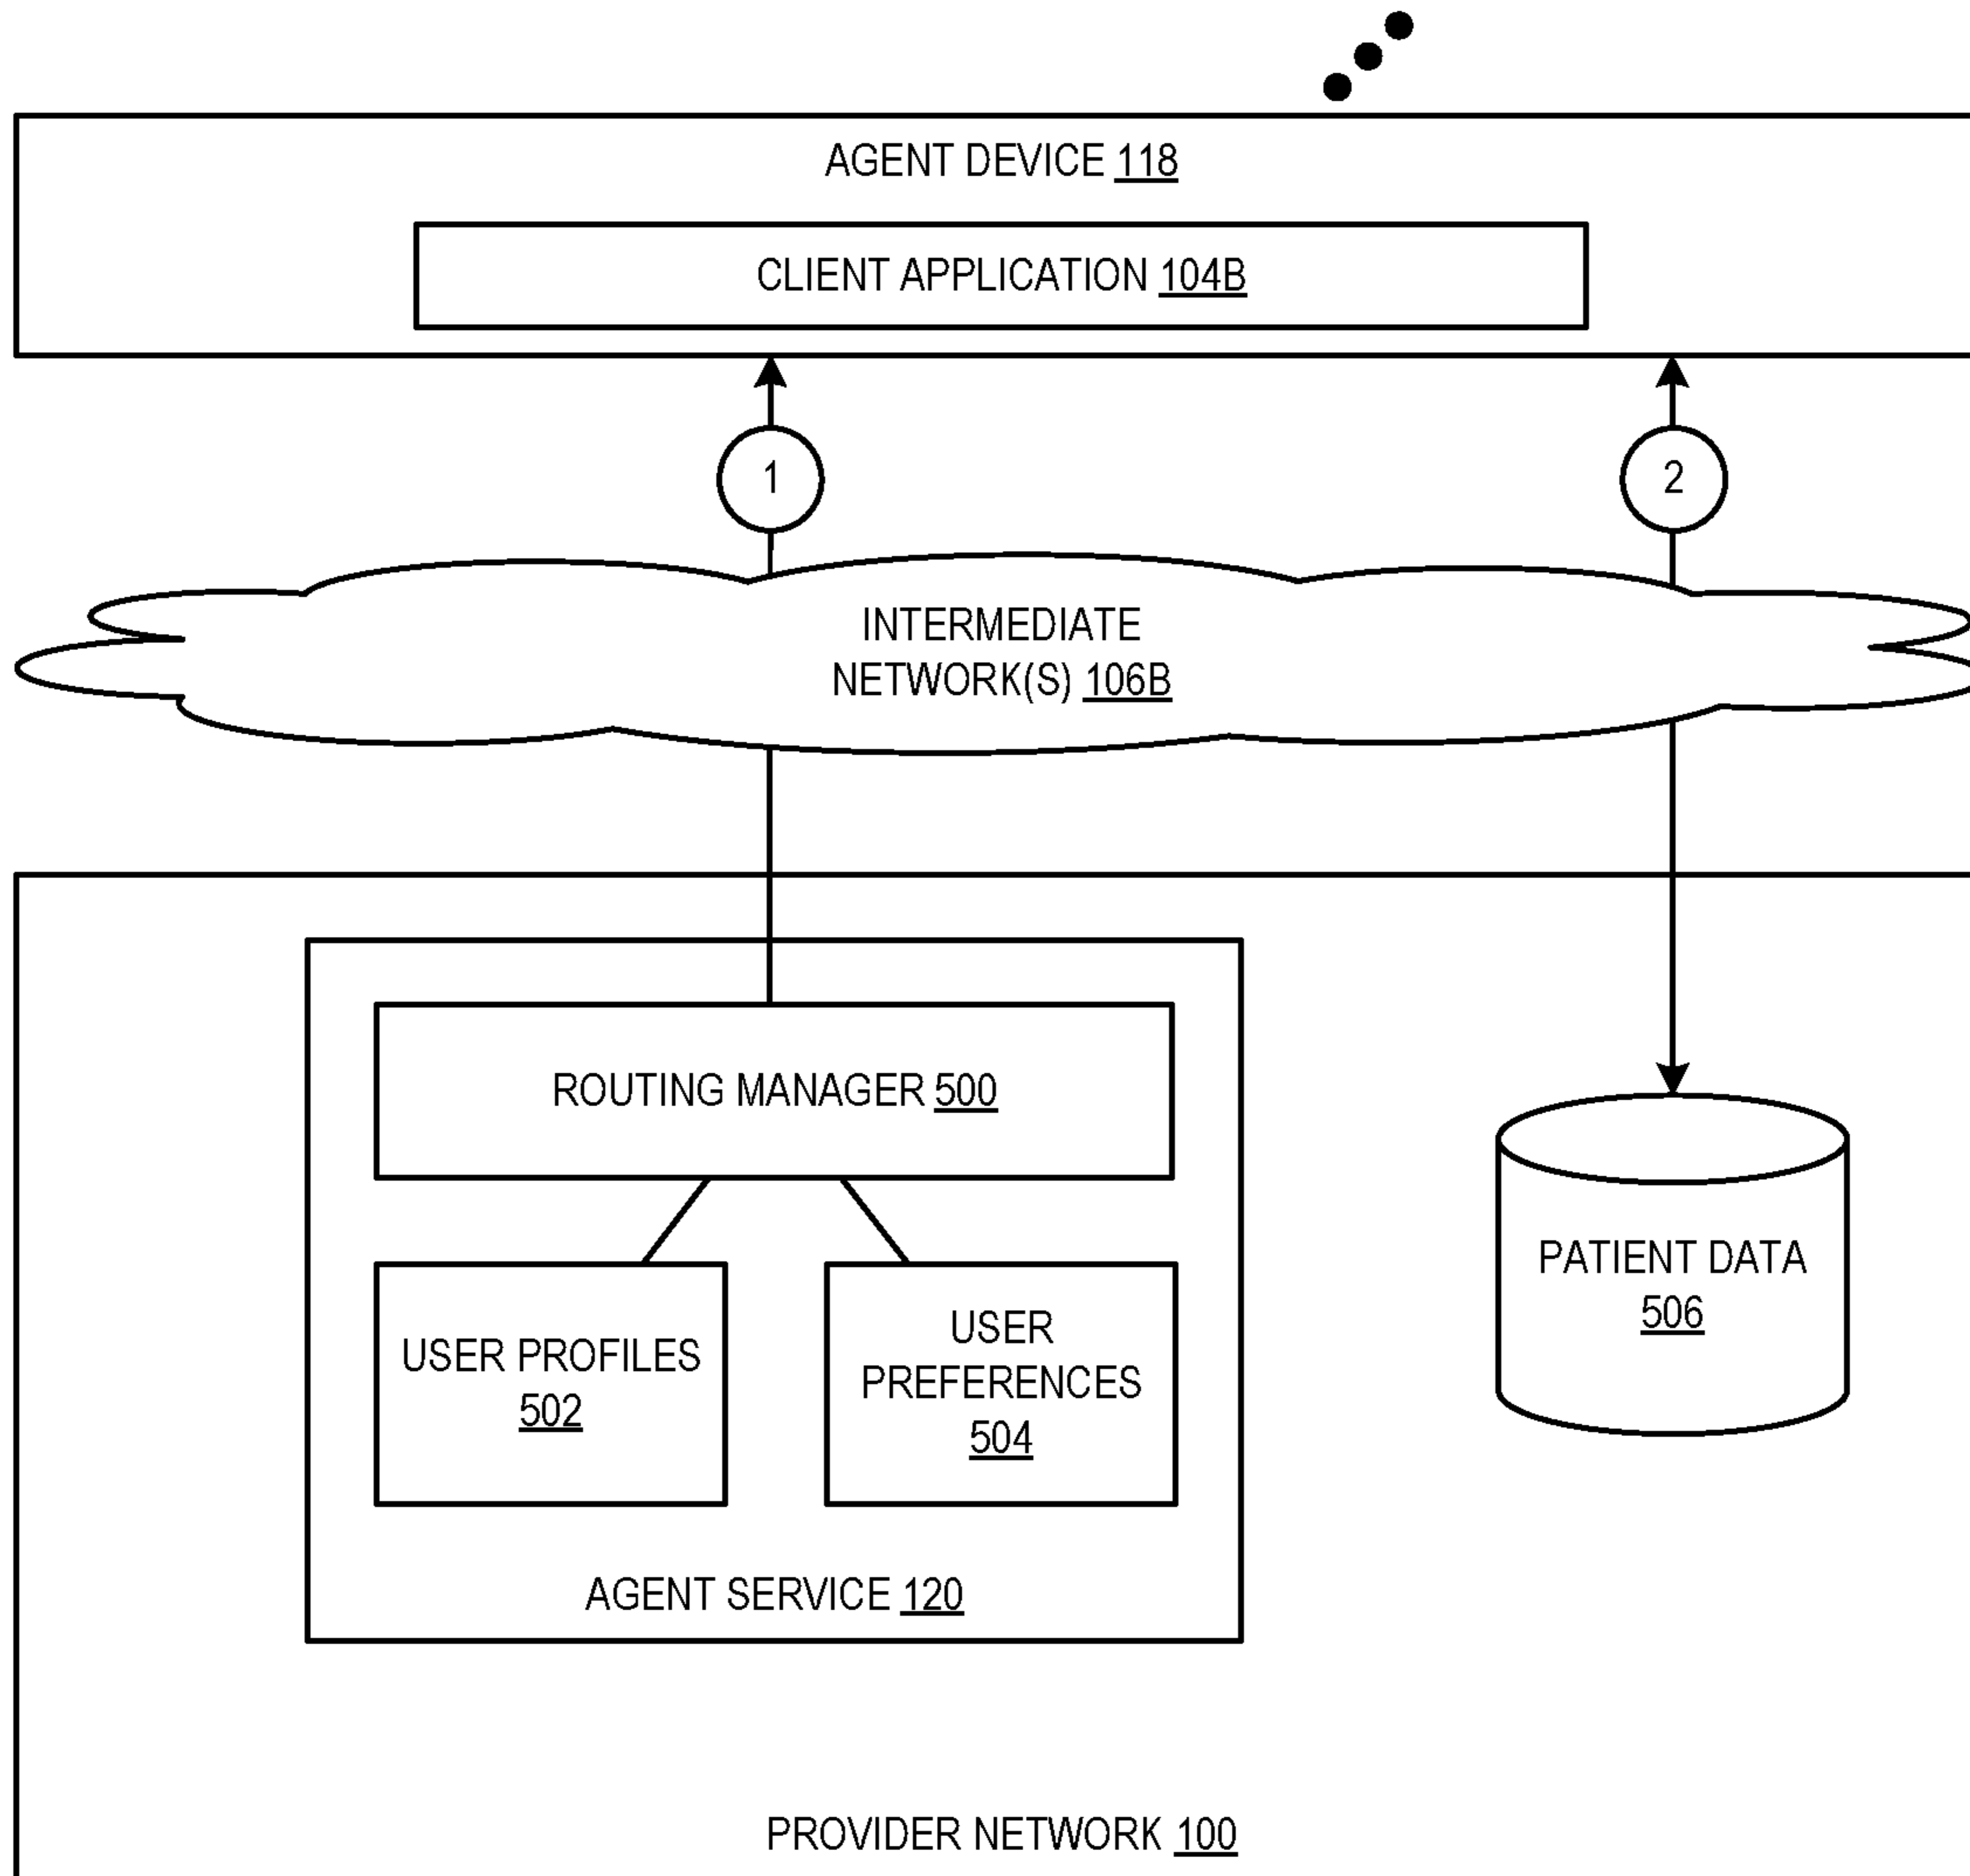 AGENT DEVICE 118
CLIENT APPLICATION 104B
1
2
INTERMEDIATE
NETWORK(S) 106B
ROUTING MANAGER 500
USER PROFILES
502
USER
PREFERENCES
504
AGENT SERVICE 120
PATIENT DATA
506
PROVIDER NETWORK 100